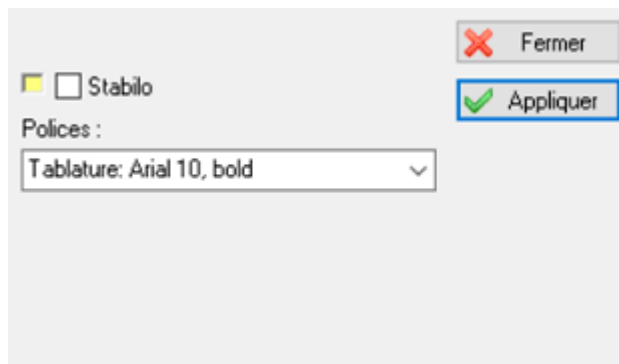 Fermer
Stabilo
Appliquer
Polices :
Tablature: Arial 10, bold